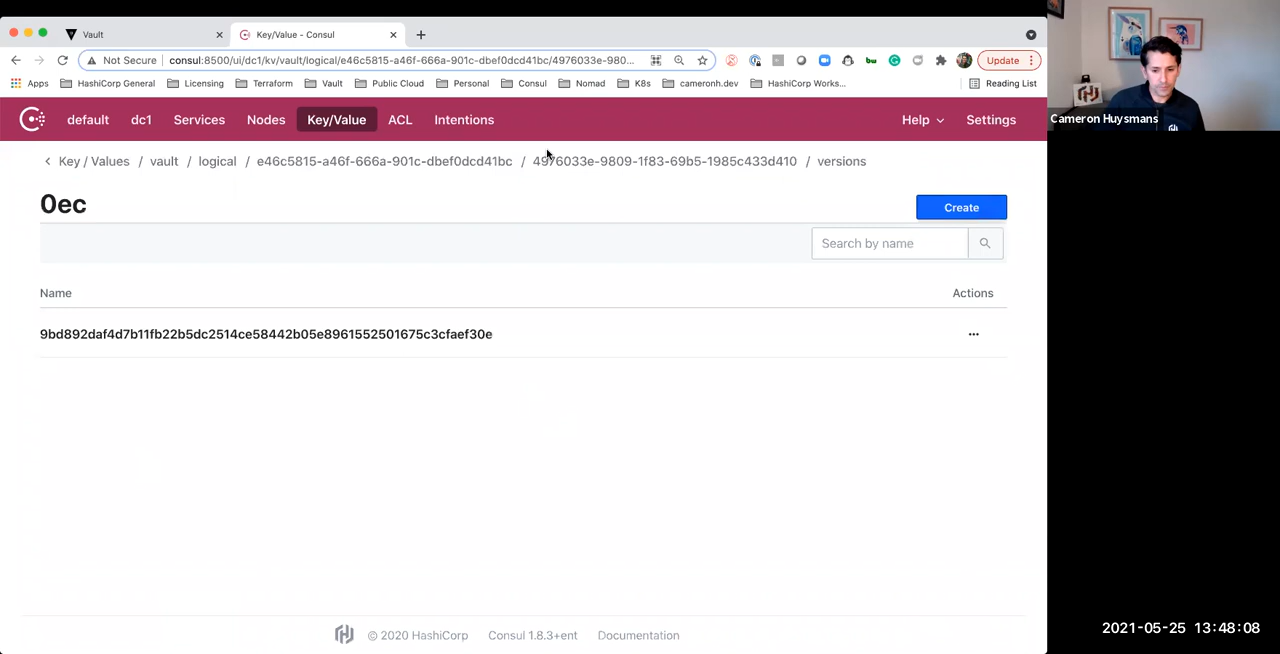 Vault
Key/Value - Consul
Not Secure
consul:8500/ui/dc1/kv/vault/logical/e46c5815-a46f-666a-901c-dbef0dcd41bc/4976033e-9809-1f83-69b5-1985c433d410... 
Update
Apps HashiCorp General Licensing Terraform Vault Public Cloud Personal Consul Nomad K8s cameronh.dev HashiCorp Works... Reading List
default dc1 Services Nodes Key/Value ACL Intentions Help Settings
Key / Values / vault / logical / e46c5815-a46f-666a-901c-dbef0dcd41bc / 4976033e-9809-1f83-69b5-1985c433d410 / versions
0ec
Create
Search by name
Name Actions
9bd892daf4d7b11fb22b5dc2514ce58442b05e8961552501675c3cfaef30e
© 2020 HashiCorp Consul 1.8.3+ent Documentation
Cameron Huysmans
2021-05-25 13:48:08